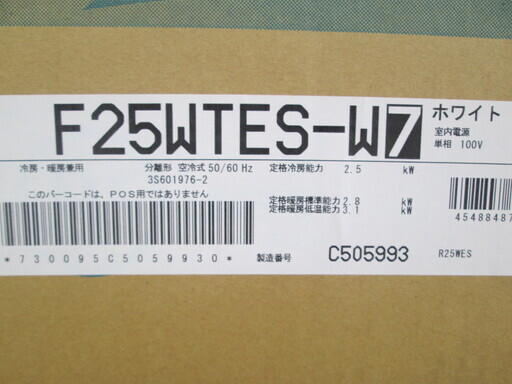 F25WTES-W7 ホワイト
室内電源
単相 100V
冷房・暖房兼用 分離形 空冷式 50/60 Hz 定格冷房能力 2.5 kW
3S601976-2
このバーコードは、POS用ではありません
定格暖房標準能力 2.8 kW
定格暖房低温能力 3.1 kW
45488487
*730095C5059930* 製造番号 C505993 R25WES